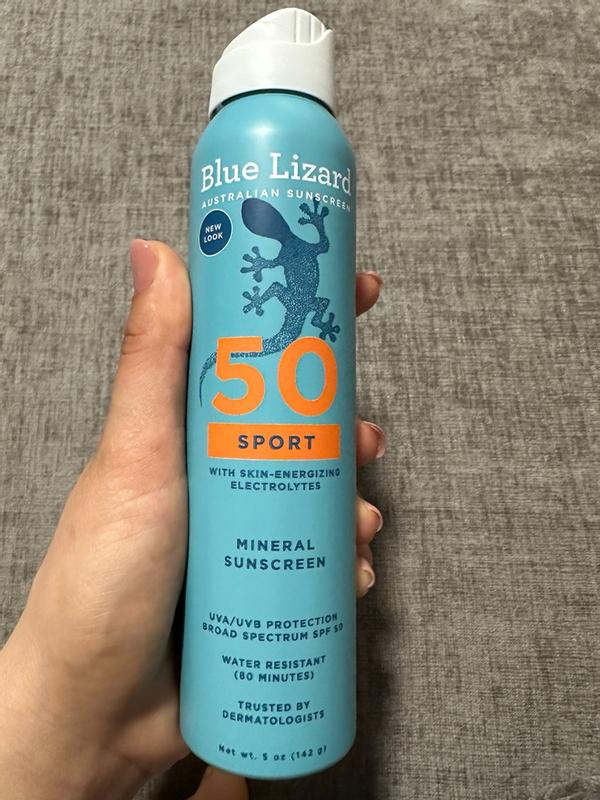 Blue Lizard
AUSTRALIAN SUNSCREEN
NEW
LOOK
50
SPORT
WITH SKIN-ENERGIZING
ELECTROLYTES
MINERAL
SUNSCREEN
UVA/UVB PROTECTION
BROAD SPECTRUM SPF 50
WATER RESISTANT
(80 MINUTES)
TRUSTED BY
DERMATOLOGISTS
Net wt. 5 oz (142 g)